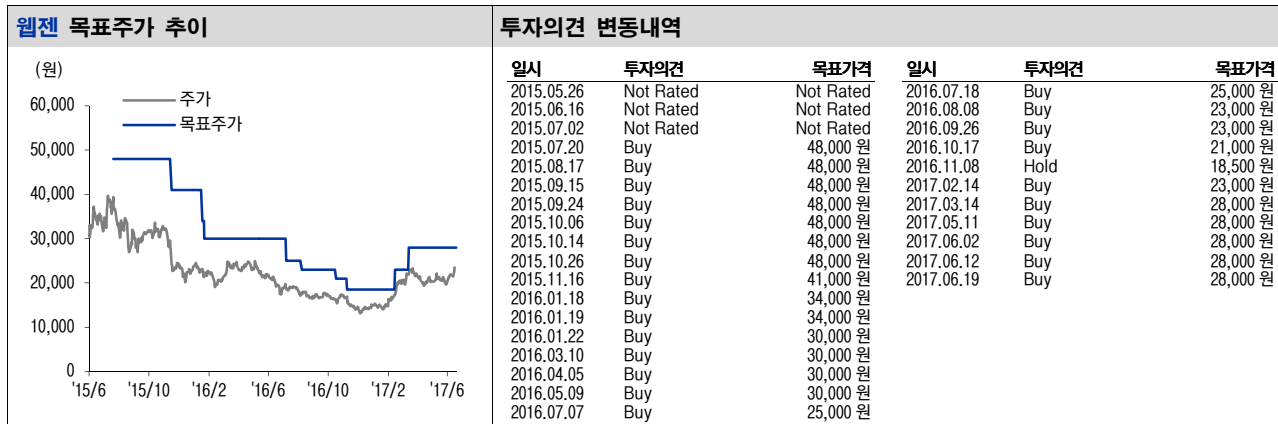 웹젠 목표주가 추이
(원)
주가
목표주가
60,000
50,000
40,000
30,000
20,000
10,000
0
'15/6 '15/10 '16/2 '16/6 '16/10 '17/2 '17/6
투자의견 변동내역
일시 투자의견 목표가격
2015.05.26 Not Rated Not Rated
2015.06.16 Not Rated Not Rated
2015.07.02 Not Rated Not Rated
2015.07.20 Buy 48,000 원
2015.08.17 Buy 48,000 원
2015.09.15 Buy 48,000 원
2015.09.24 Buy 48,000 원
2015.10.06 Buy 48,000 원
2015.10.14 Buy 48,000 원
2015.10.26 Buy 48,000 원
2015.11.16 Buy 41,000 원
2016.01.18 Buy 34,000 원
2016.01.19 Buy 34,000 원
2016.01.22 Buy 30,000 원
2016.03.10 Buy 30,000 원
2016.04.05 Buy 30,000 원
2016.05.09 Buy 30,000 원
2016.07.07 Buy 25,000 원
일시 투자의견 목표가격
2016.07.18 Buy 25,000 원
2016.08.08 Buy 23,000 원
2016.09.26 Buy 23,000 원
2016.10.17 Buy 21,000 원
2016.11.08 Hold 18,500 원
2017.02.14 Buy 23,000 원
2017.03.14 Buy 28,000 원
2017.05.11 Buy 28,000 원
2017.06.02 Buy 28,000 원
2017.06.12 Buy 28,000 원
2017.06.19 Buy 28,000 원